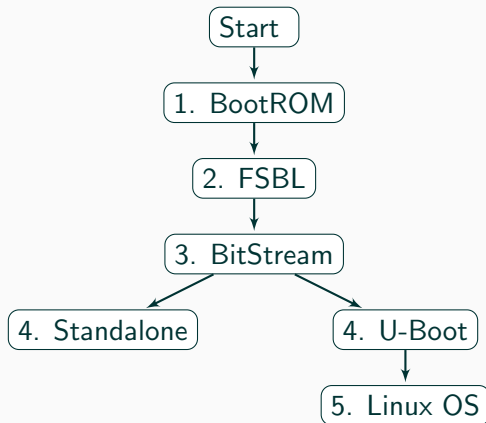 Start
1. BootROM
2. FSBL
3. BitStream
4. Standalone
4. U-Boot
5. Linux OS